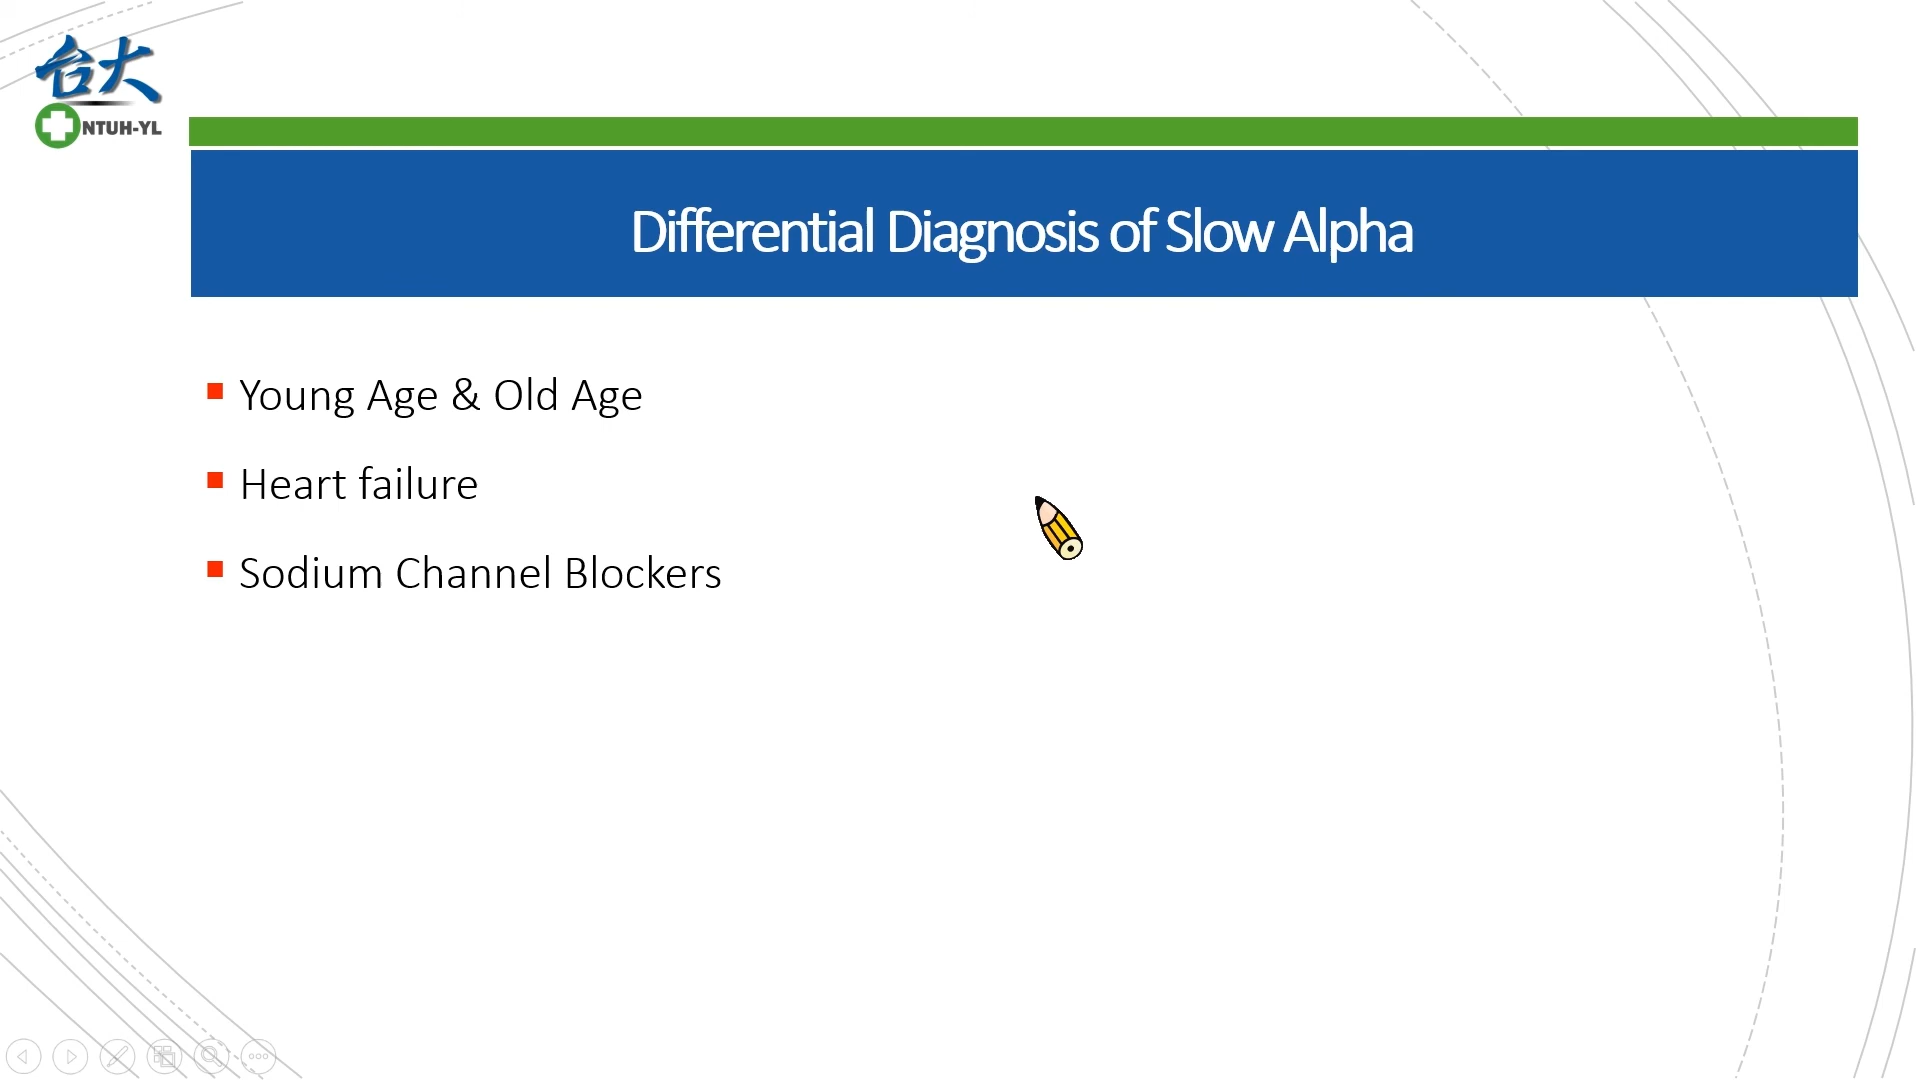 台大
NTUH-YL
Differential Diagnosis of Slow Alpha
Young Age & Old Age
Heart failure
Sodium Channel Blockers